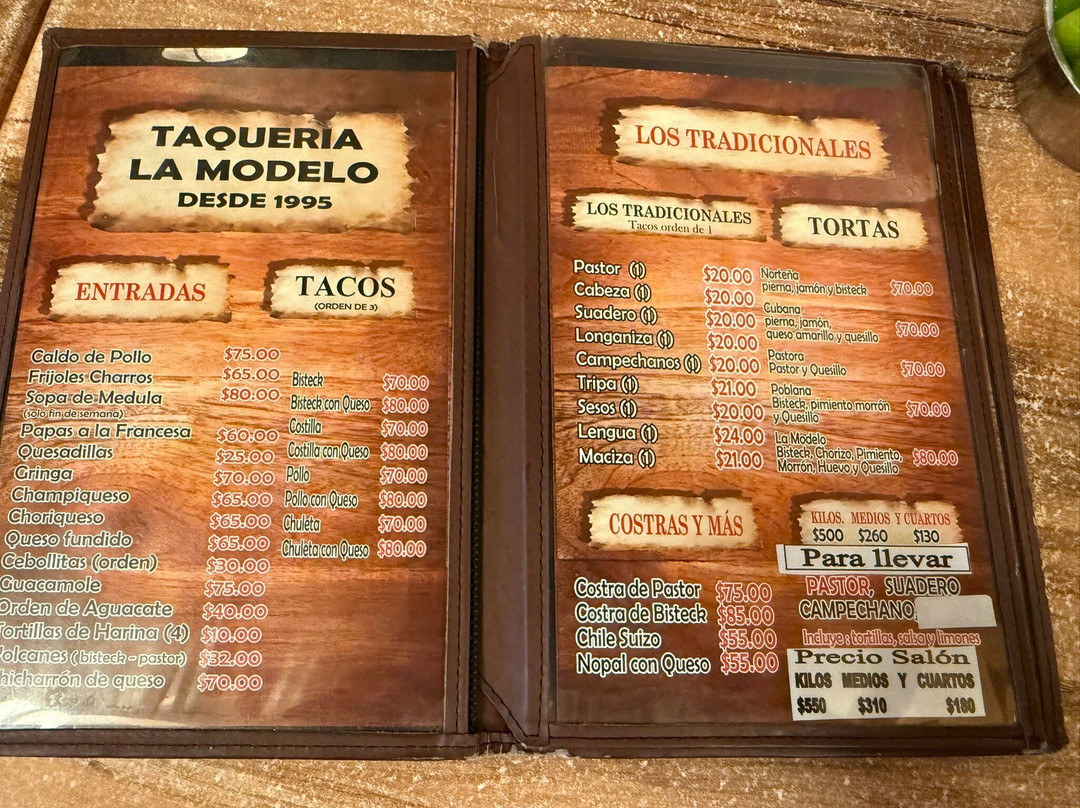 TAQUERIA
LA MODELO
DESDE 1995
ENTRADAS
Caldo de Pollo $75.00
Frijoles Charros $65.00
Sopa de Medula $80.00
(solo fin de semana)
Papas a la Francesa $60.00
Quesadillas $25.00
Gringa $70.00
Champiqueso $65.00
Choriqueso $65.00
Queso fundido $65.00
Cebollitas (orden) $30.00
Guacamole $75.00
Orden de Aguacate $40.00
Tortillas de Harina (4) $10.00
Volcanes (bisteck - pastor) $32.00
hicharrón de queso $70.00
TACOS
(ORDEN DE 3)
Bisteck $70.00
Bisteck con Queso $80.00
Costilla $70.00
Costilla con Queso $80.00
Pollo $70.00
Pollo con Queso $80.00
Chuleta $70.00
Chuleta con Queso $80.00
LOS TRADICIONALES
LOS TRADICIONALES
Tacos orden de 1
Pastor (1) $20.00
Cabeza (1) $20.00
Suadero (1) $20.00
Longaniza (1) $20.00
Campechanos (1) $20.00
Tripa (1) $21.00
Sesos (1) $20.00
Lengua (1) $24.00
Maciza (1) $21.00
TORTAS
Norteña
pierna, jamón y bisteck $70.00
Cubana
pierna, jamón,
queso amarillo y quesillo $70.00
Pastora
Pastor y Quesillo $70.00
Poblana
Bisteck, pimiento morrón
y Quesillo $70.00
La Modelo
Bisteck, Chorizo, Pimiento,
Morrón, Huevo y Quesillo $80.00
COSTRAS Y MÁS
Costra de Pastor $75.00
Costra de Bisteck $85.00
Chile Suizo $55.00
Nopal con Queso $55.00
KILOS, MEDIOS Y CUARTOS
$500 $260 $130
Para llevar
PASTOR, SUADERO
CAMPECHANO,
Incluye : tortillas, salsa y limones
Precio Salón
KILOS MEDIOS Y CUARTOS
$550 $310 $180